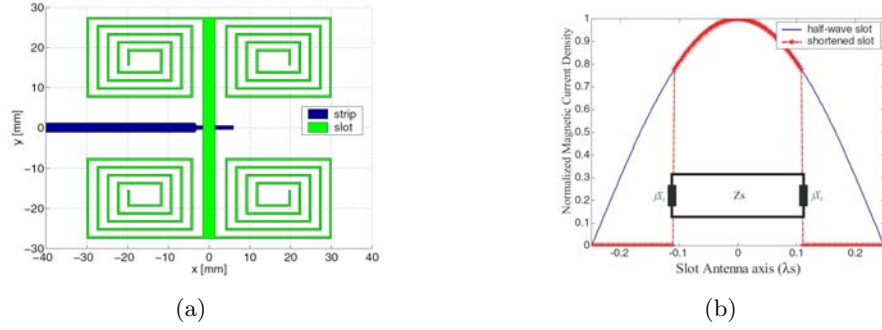 30
20
10
0
-10
-20
-30
y [mm]
-40 -30 -20 -10 0 10 20 30 40
x [mm]
strip
slot
(a)
1
0.9
0.8
0.7
0.6
0.5
0.4
0.3
0.2
0.1
0
Normalized Magnetic Current Density
half-wave slot
shortened slot
Zs
-0.2 -0.1 0 0.1 0.2
Slot Antenna axis (λs)
(b)